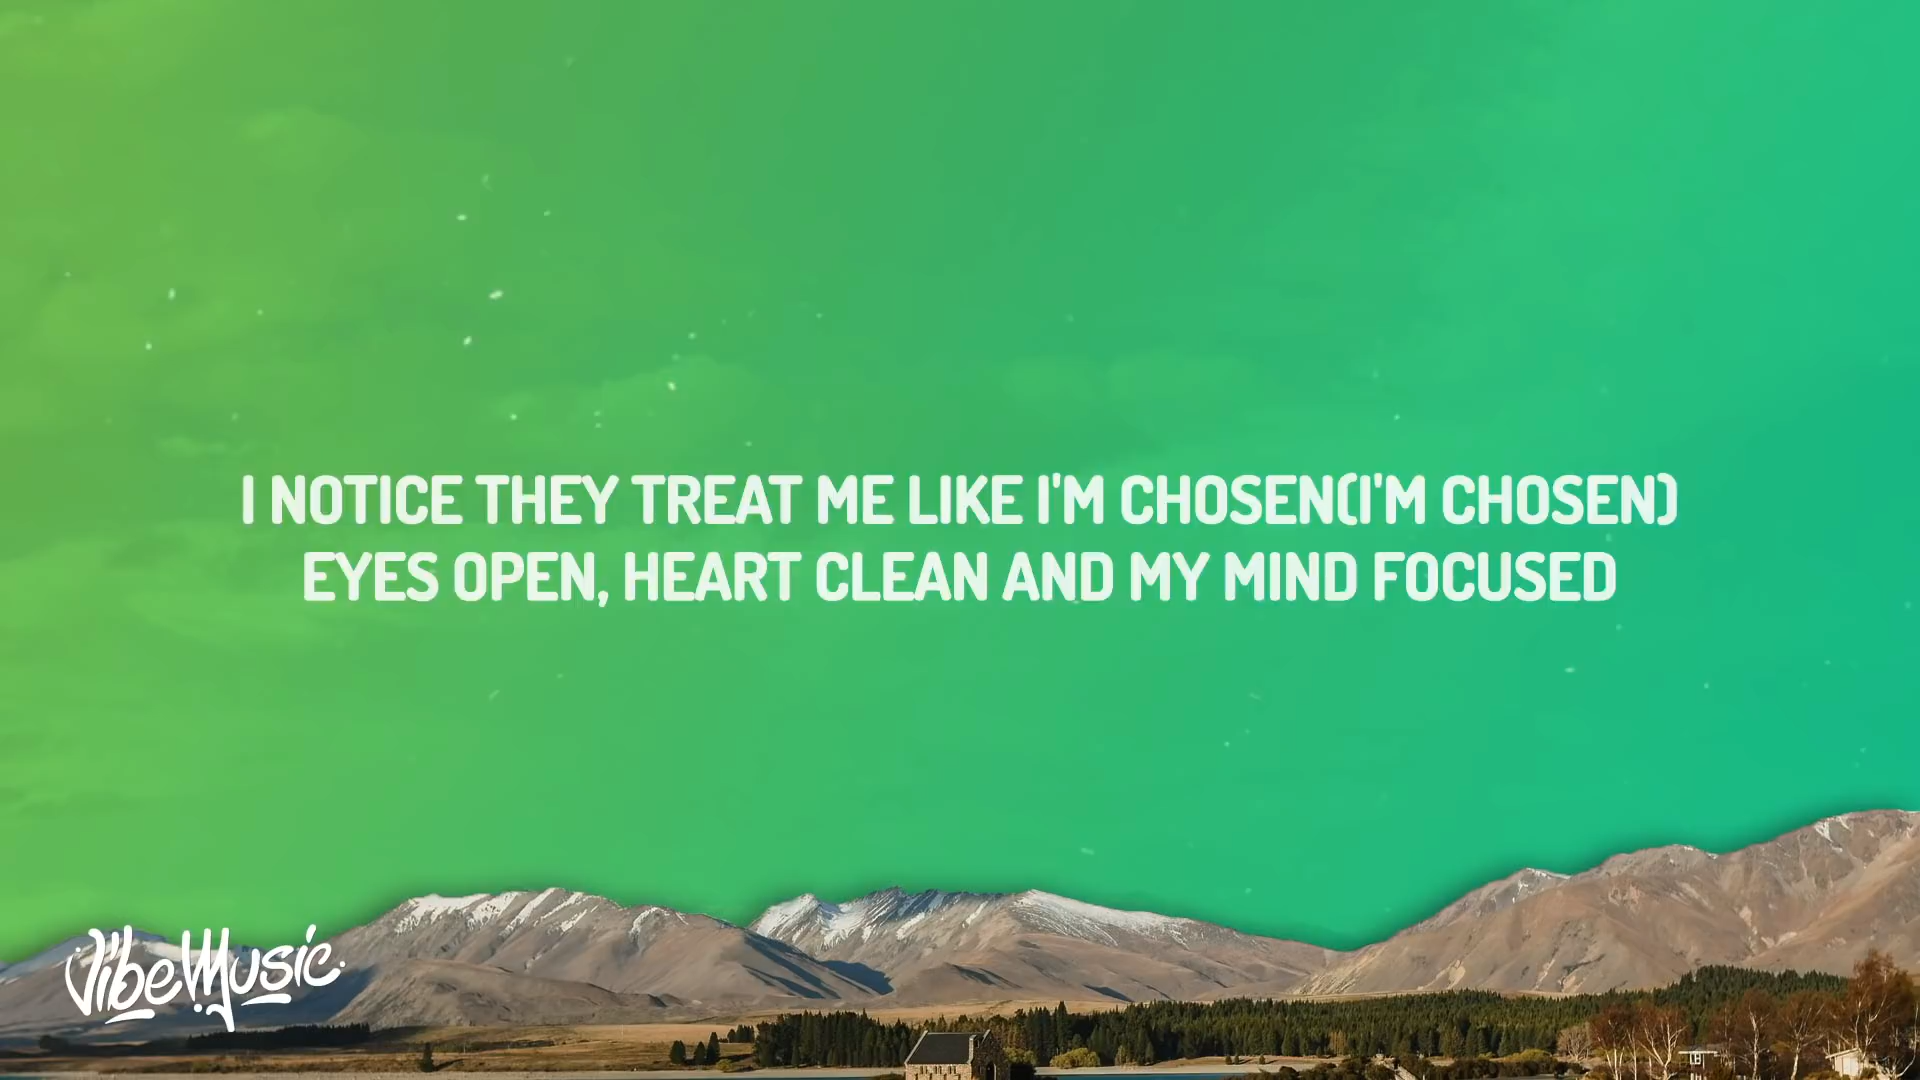 I NOTICE THEY TREAT ME LIKE I'M CHOSEN(I'M CHOSEN)
EYES OPEN, HEART CLEAN AND MY MIND FOCUSED
VibeMusic